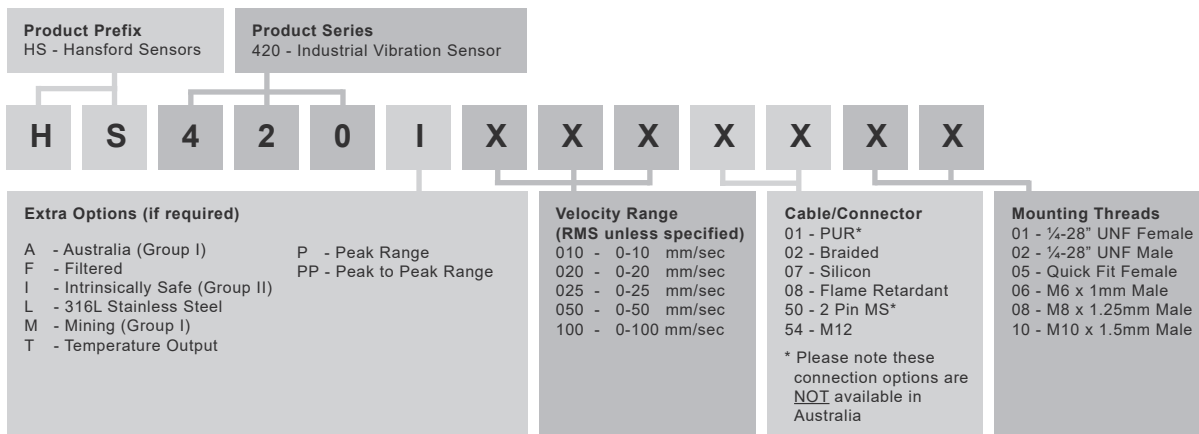 Product Prefix
HS - Hansford Sensors
Product Series
420 - Industrial Vibration Sensor
H S 4 2 0 I X X X X X X X
Extra Options (if required)
A - Australia (Group I)
F - Filtered
I - Intrinsically Safe (Group II)
L - 316L Stainless Steel
M - Mining (Group I)
T - Temperature Output
P - Peak Range
PP - Peak to Peak Range
Velocity Range
(RMS unless specified)
010 - 0-10 mm/sec
020 - 0-20 mm/sec
025 - 0-25 mm/sec
050 - 0-50 mm/sec
100 - 0-100 mm/sec
Cable/Connector
01 - PUR*
02 - Braided
07 - Silicon
08 - Flame Retardant
50 - 2 Pin MS*
54 - M12
* Please note these
connection options are
NOT available in
Australia
Mounting Threads
01 - ¼-28” UNF Female
02 - ¼-28” UNF Male
05 - Quick Fit Female
06 - M6 x 1mm Male
08 - M8 x 1.25mm Male
10 - M10 x 1.5mm Male